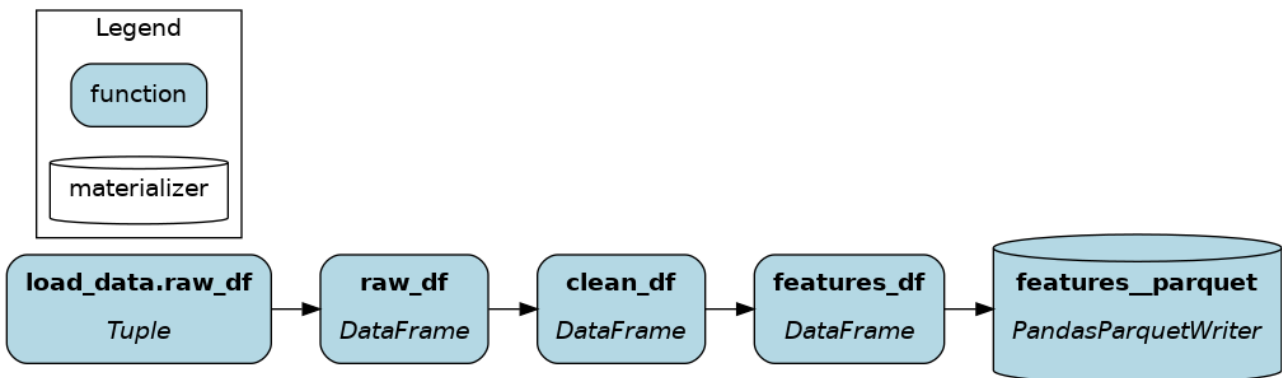 Legend
function
materializer
load_data.raw_df
Tuple
raw_df
DataFrame
clean_df
DataFrame
features_df
DataFrame
features__parquet
PandasParquetWriter